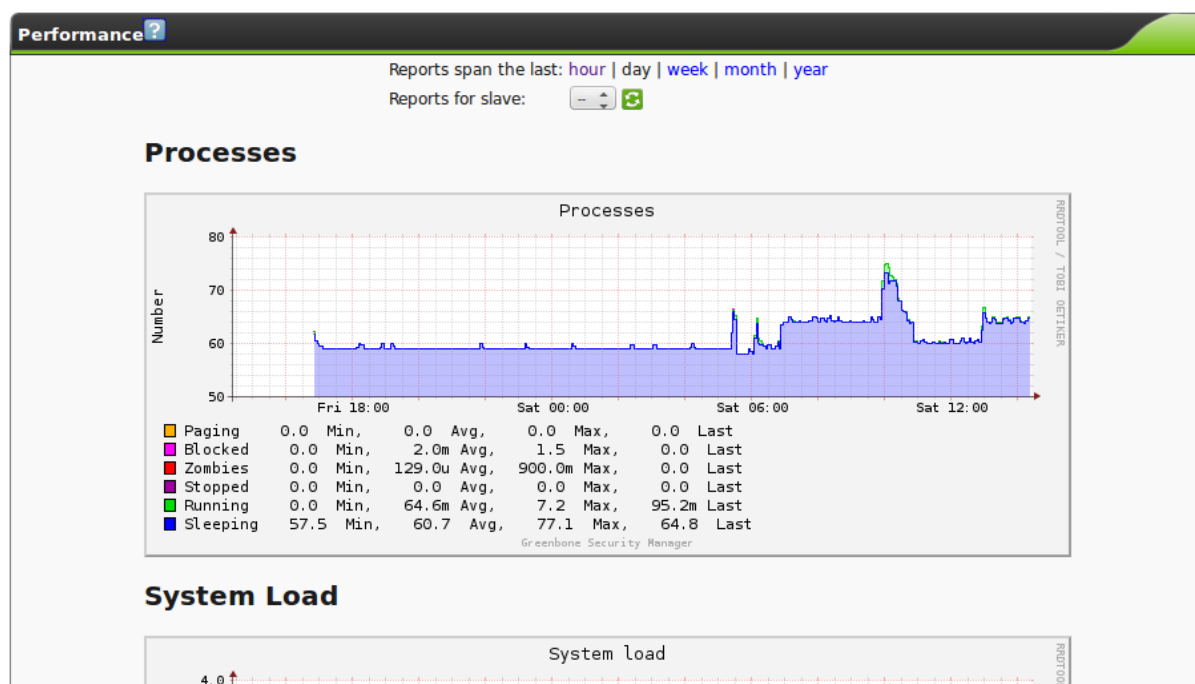 Performance ?
Reports span the last: hour | day | week | month | year
Reports for slave: --
Processes
Processes
RRDTOOL / TOBI OETIKER
Number
80
70
60
50
Fri 18:00 Sat 00:00 Sat 06:00 Sat 12:00
Paging 0.0 Min, 0.0 Avg, 0.0 Max, 0.0 Last
Blocked 0.0 Min, 2.0m Avg, 1.5 Max, 0.0 Last
Zombies 0.0 Min, 129.0u Avg, 900.0m Max, 0.0 Last
Stopped 0.0 Min, 0.0 Avg, 0.0 Max, 0.0 Last
Running 0.0 Min, 64.6m Avg, 7.2 Max, 95.2m Last
Sleeping 57.5 Min, 60.7 Avg, 77.1 Max, 64.8 Last
Greenbone Security Manager
System Load
System load
4.0